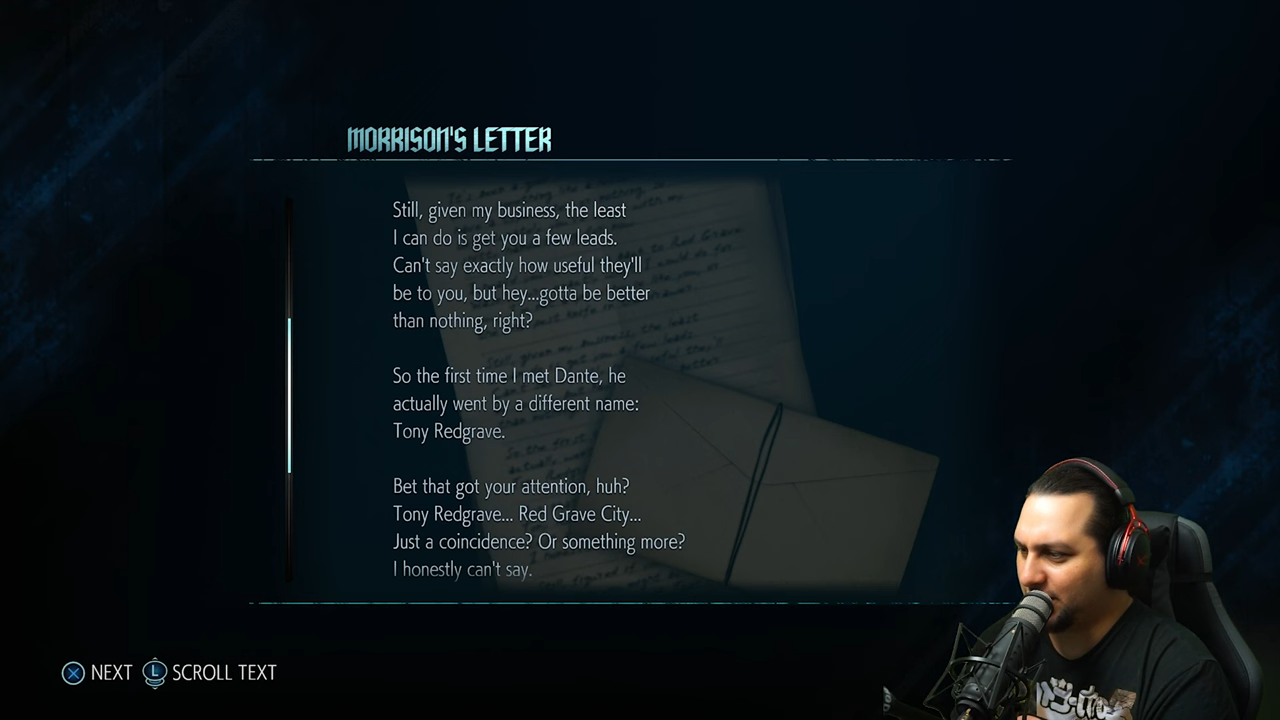 MORRISON'S LETTER
Still, given my business, the least
I can do is get you a few leads.
Can't say exactly how useful they'll
be to you, but hey...gotta be better
than nothing, right?
So the first time I met Dante, he
actually went by a different name:
Tony Redgrave.
Bet that got your attention, huh?
Tony Redgrave... Red Grave City...
Just a coincidence? Or something more?
I honestly can't say.
NEXT L SCROLL TEXT